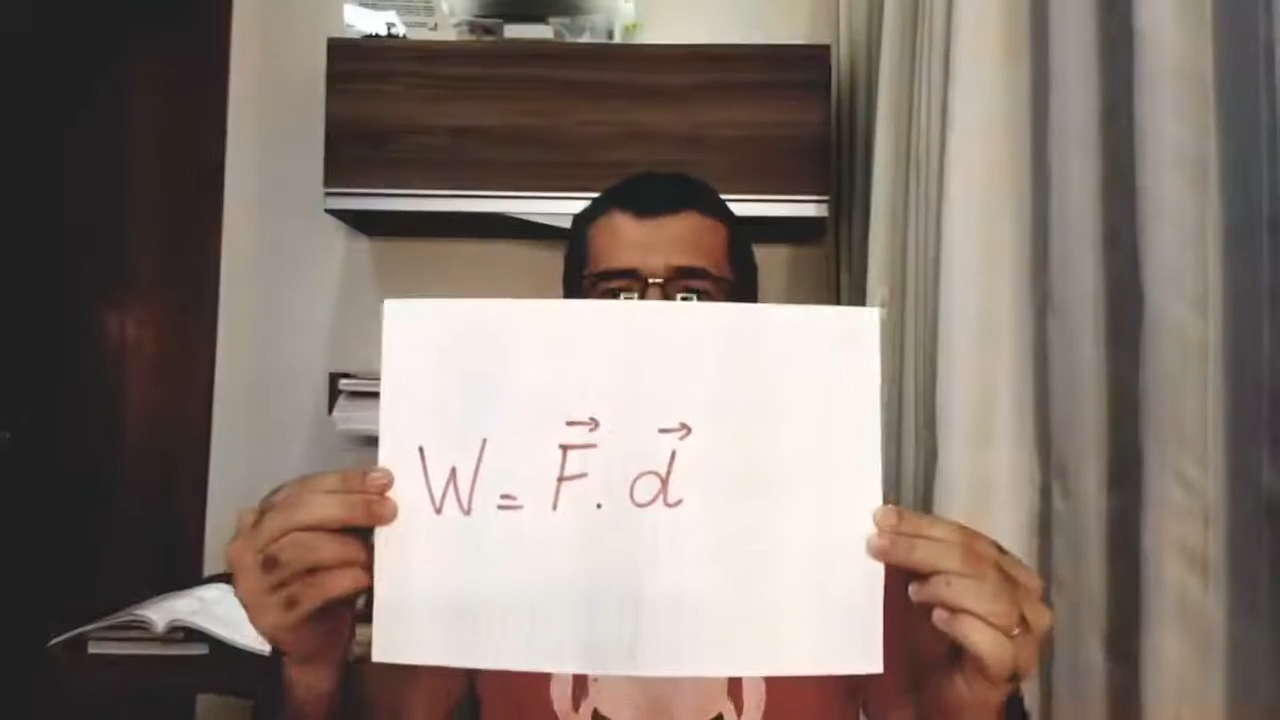 W = F⃗ . d⃗